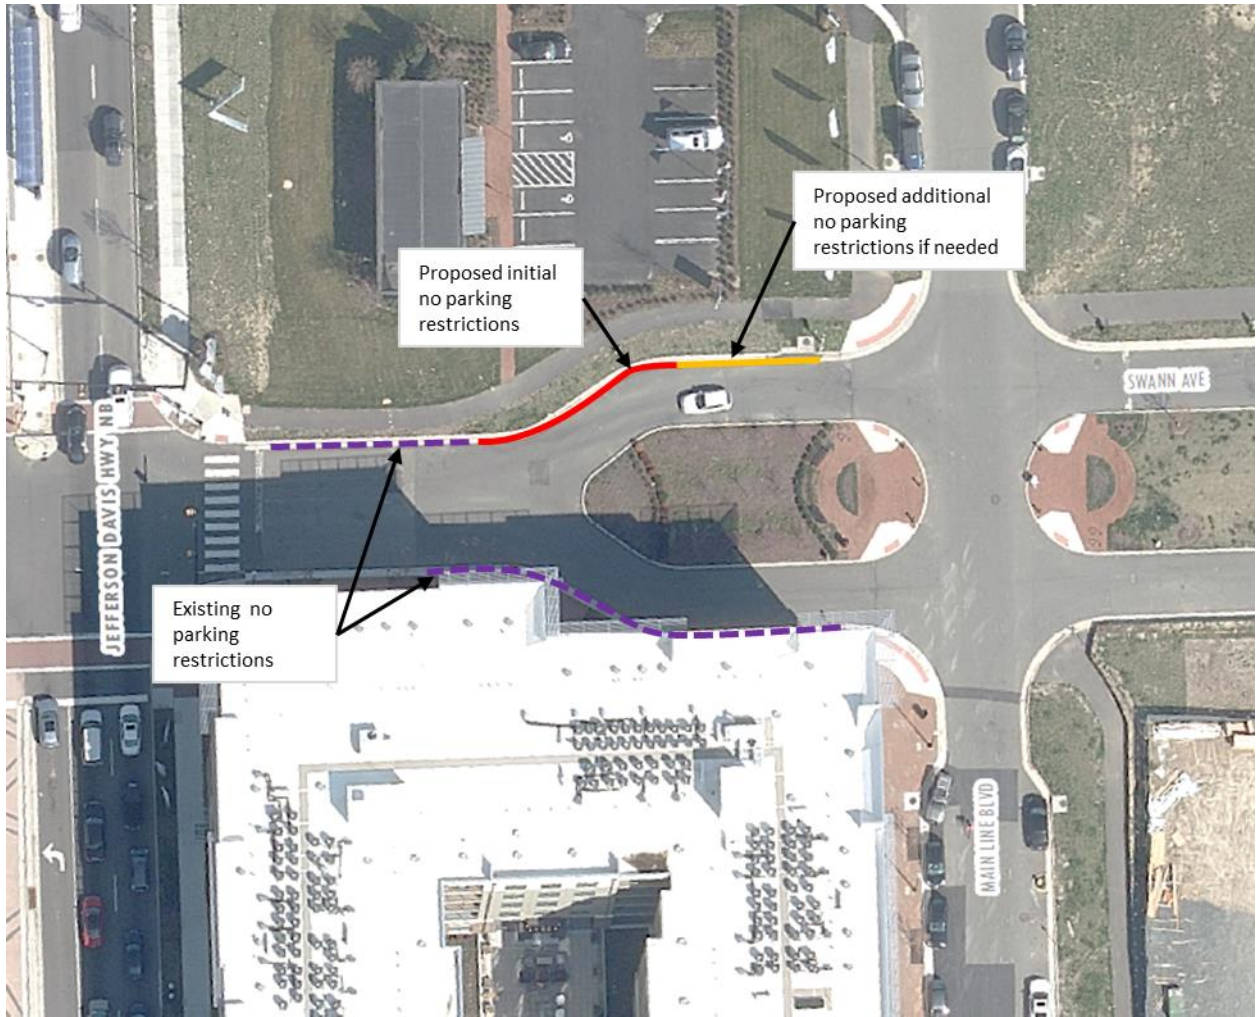 Proposed additional
no parking
restrictions if needed
Proposed initial
no parking
restrictions
SWANN AVE
JEFFERSON DAVIS HWY, NB
Existing no
parking
restrictions
MAIN LINE BLVD